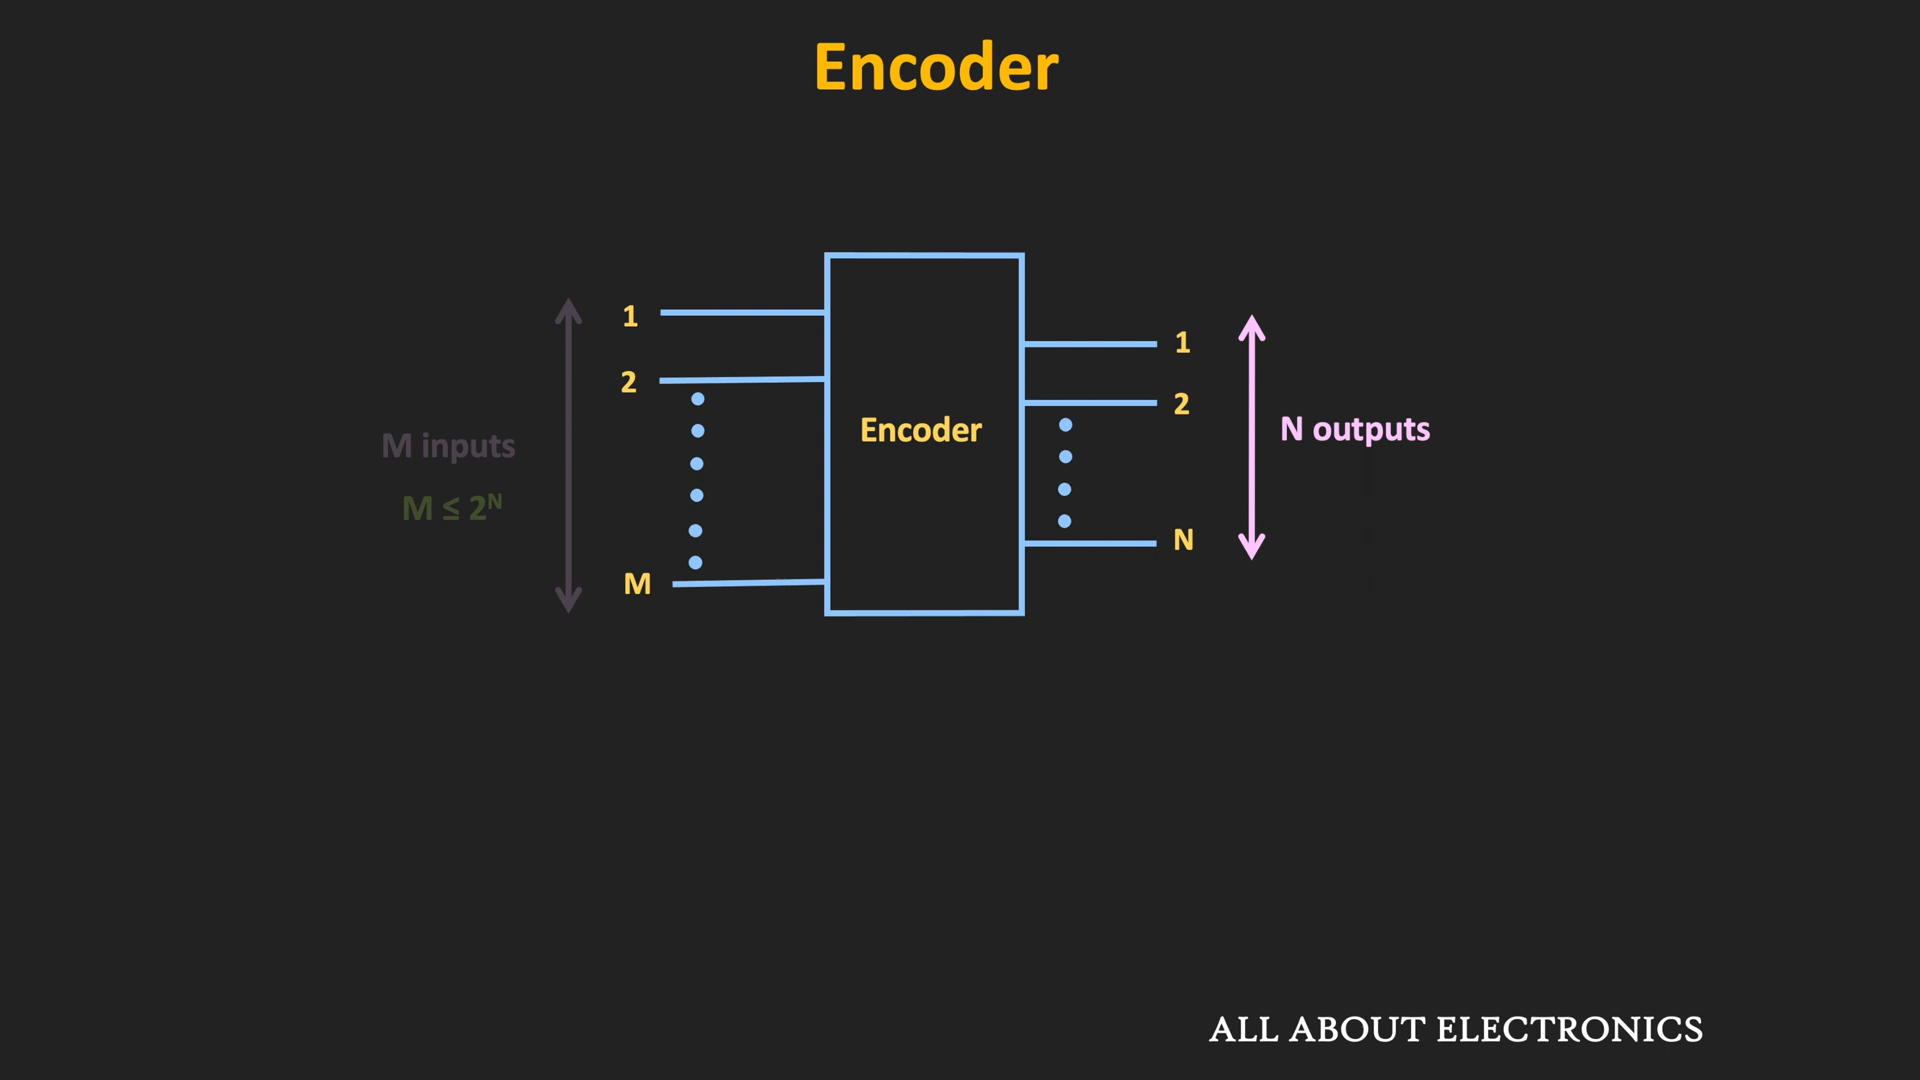 Encoder
1
2
M
M inputs
M ≤ 2ᴺ
Encoder
1
2
N
N outputs
ALL ABOUT ELECTRONICS